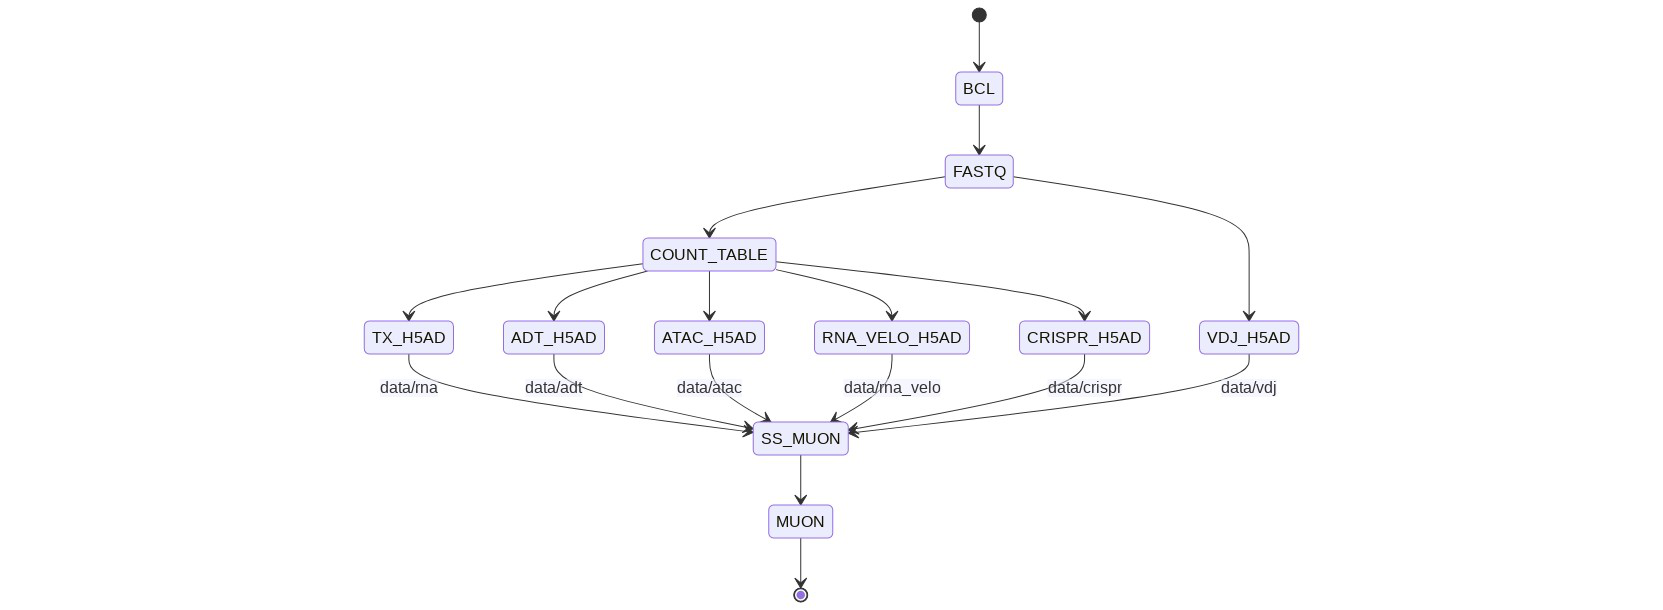 BCL
FASTQ
COUNT_TABLE
TX_H5AD
ADT_H5AD
ATAC_H5AD
RNA_VELO_H5AD
CRISPR_H5AD
VDJ_H5AD
data/rna
data/adt
data/atac
data/rna_velo
data/crispr
data/vdj
SS_MUON
MUON